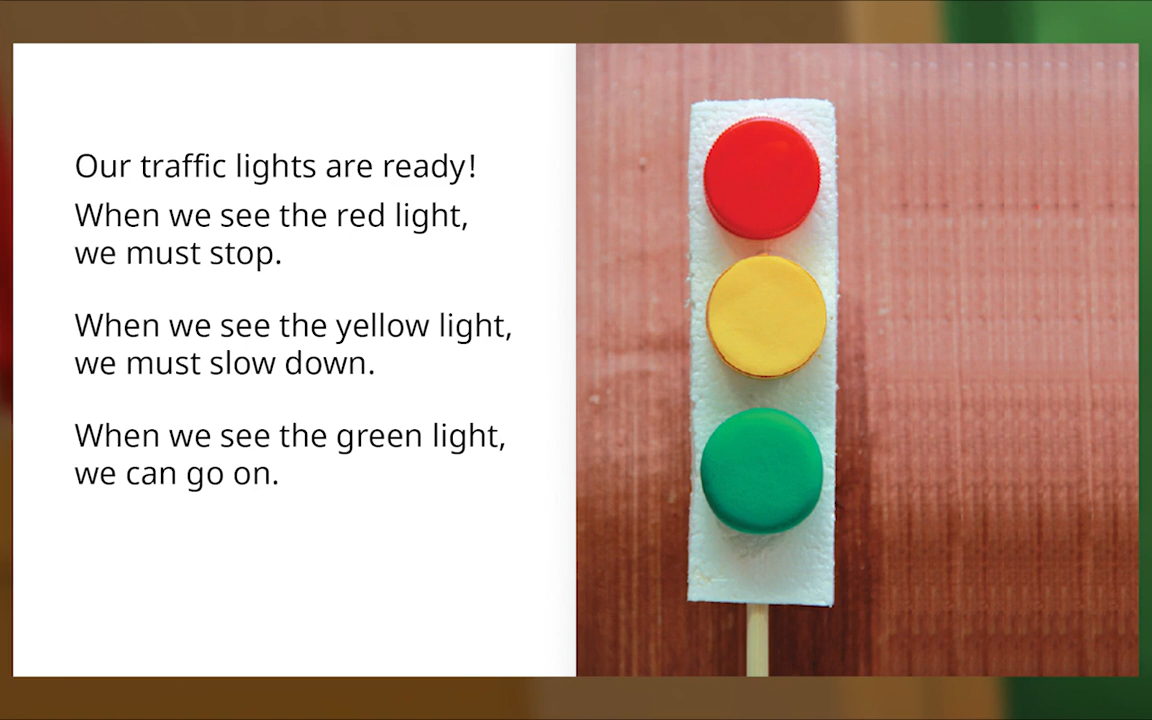 Our traffic lights are ready!
When we see the red light,
we must stop.
When we see the yellow light,
we must slow down.
When we see the green light,
we can go on.